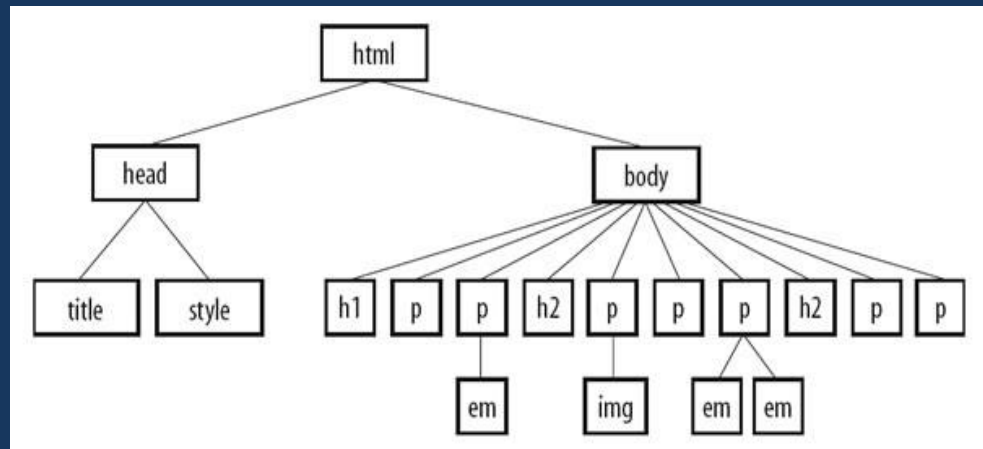 html
head body
title style h1 p p h2 p p p h2 p p
em img em em